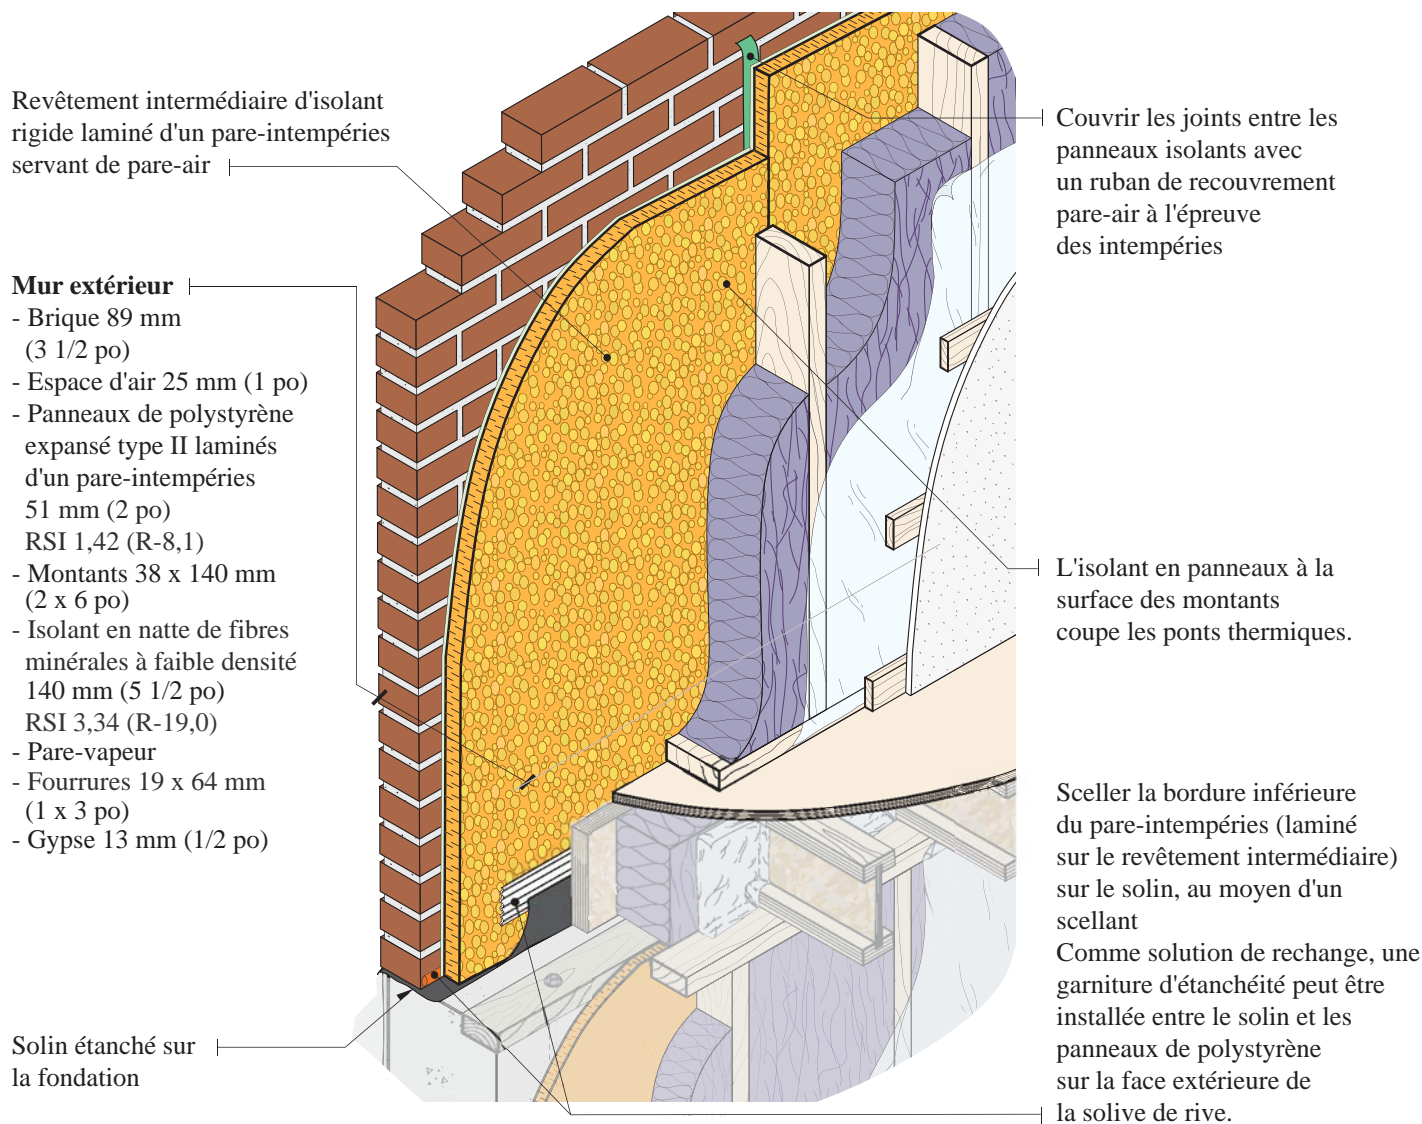 Revêtement intermédiaire d'isolant
rigide laminé d'un pare-intempéries
servant de pare-air
Mur extérieur
- Brique 89 mm
(3 1/2 po)
- Espace d'air 25 mm (1 po)
- Panneaux de polystyrène
expansé type II laminés
d'un pare-intempéries
51 mm (2 po)
RSI 1,42 (R-8,1)
- Montants 38 x 140 mm
(2 x 6 po)
- Isolant en natte de fibres
minérales à faible densité
140 mm (5 1/2 po)
RSI 3,34 (R-19,0)
- Pare-vapeur
- Fourrures 19 x 64 mm
(1 x 3 po)
- Gypse 13 mm (1/2 po)
Solin étanché sur
la fondation
Couvrir les joints entre les
panneaux isolants avec
un ruban de recouvrement
pare-air à l'épreuve
des intempéries
L'isolant en panneaux à la
surface des montants
coupe les ponts thermiques.
Sceller la bordure inférieure
du pare-intempéries (laminé
sur le revêtement intermédiaire)
sur le solin, au moyen d'un
scellant
Comme solution de rechange, une
garniture d'étanchéité peut être
installée entre le solin et les
panneaux de polystyrène
sur la face extérieure de
la solive de rive.